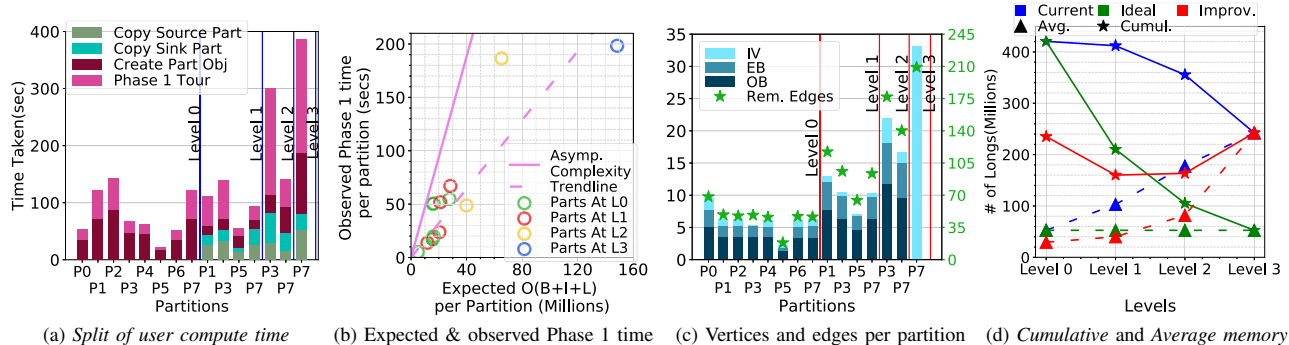 Copy Source Part
Copy Sink Part
Create Part Obj
Phase 1 Tour
Time Taken(sec)
400
300
200
100
0
Level 0
Level 1
Level 2
Level 3
P0 P2 P4 P6 P7 P1 P5 P3 P7
P1 P3 P5 P7 P3 P7 P7
Partitions
(a) Split of user compute time
Observed Phase 1 time
per partition (secs)
200
150
100
50
0
Asymp.
Complexity
Trendline
Parts At L0
Parts At L1
Parts At L2
Parts At L3
0 40 80 120 160
Expected O(B+I+L)
per Partition (Millions)
(b) Expected & observed Phase 1 time
35
30
25
20
15
10
5
0
IV
EB
OB
Rem. Edges
Level 0
Level 1
Level 2
Level 3
245
210
175
140
105
70
35
0
P0 P2 P4 P6 P7 P1 P5 P3 P7
P1 P3 P5 P7 P3 P7 P7
Partitions
(c) Vertices and edges per partition
Current Ideal Improv.
Avg. Cumul.
# of Longs(Millions)
400
300
200
100
0
Level 0 Level 1 Level 2 Level 3
Levels
(d) Cumulative and Average memory